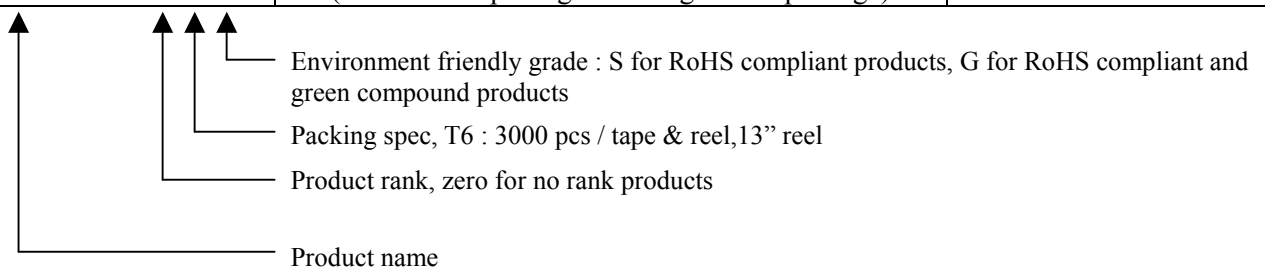 Environment friendly grade : S for RoHS compliant products, G for RoHS compliant and
green compound products
Packing spec, T6 : 3000 pcs / tape & reel,13” reel
Product rank, zero for no rank products
Product name